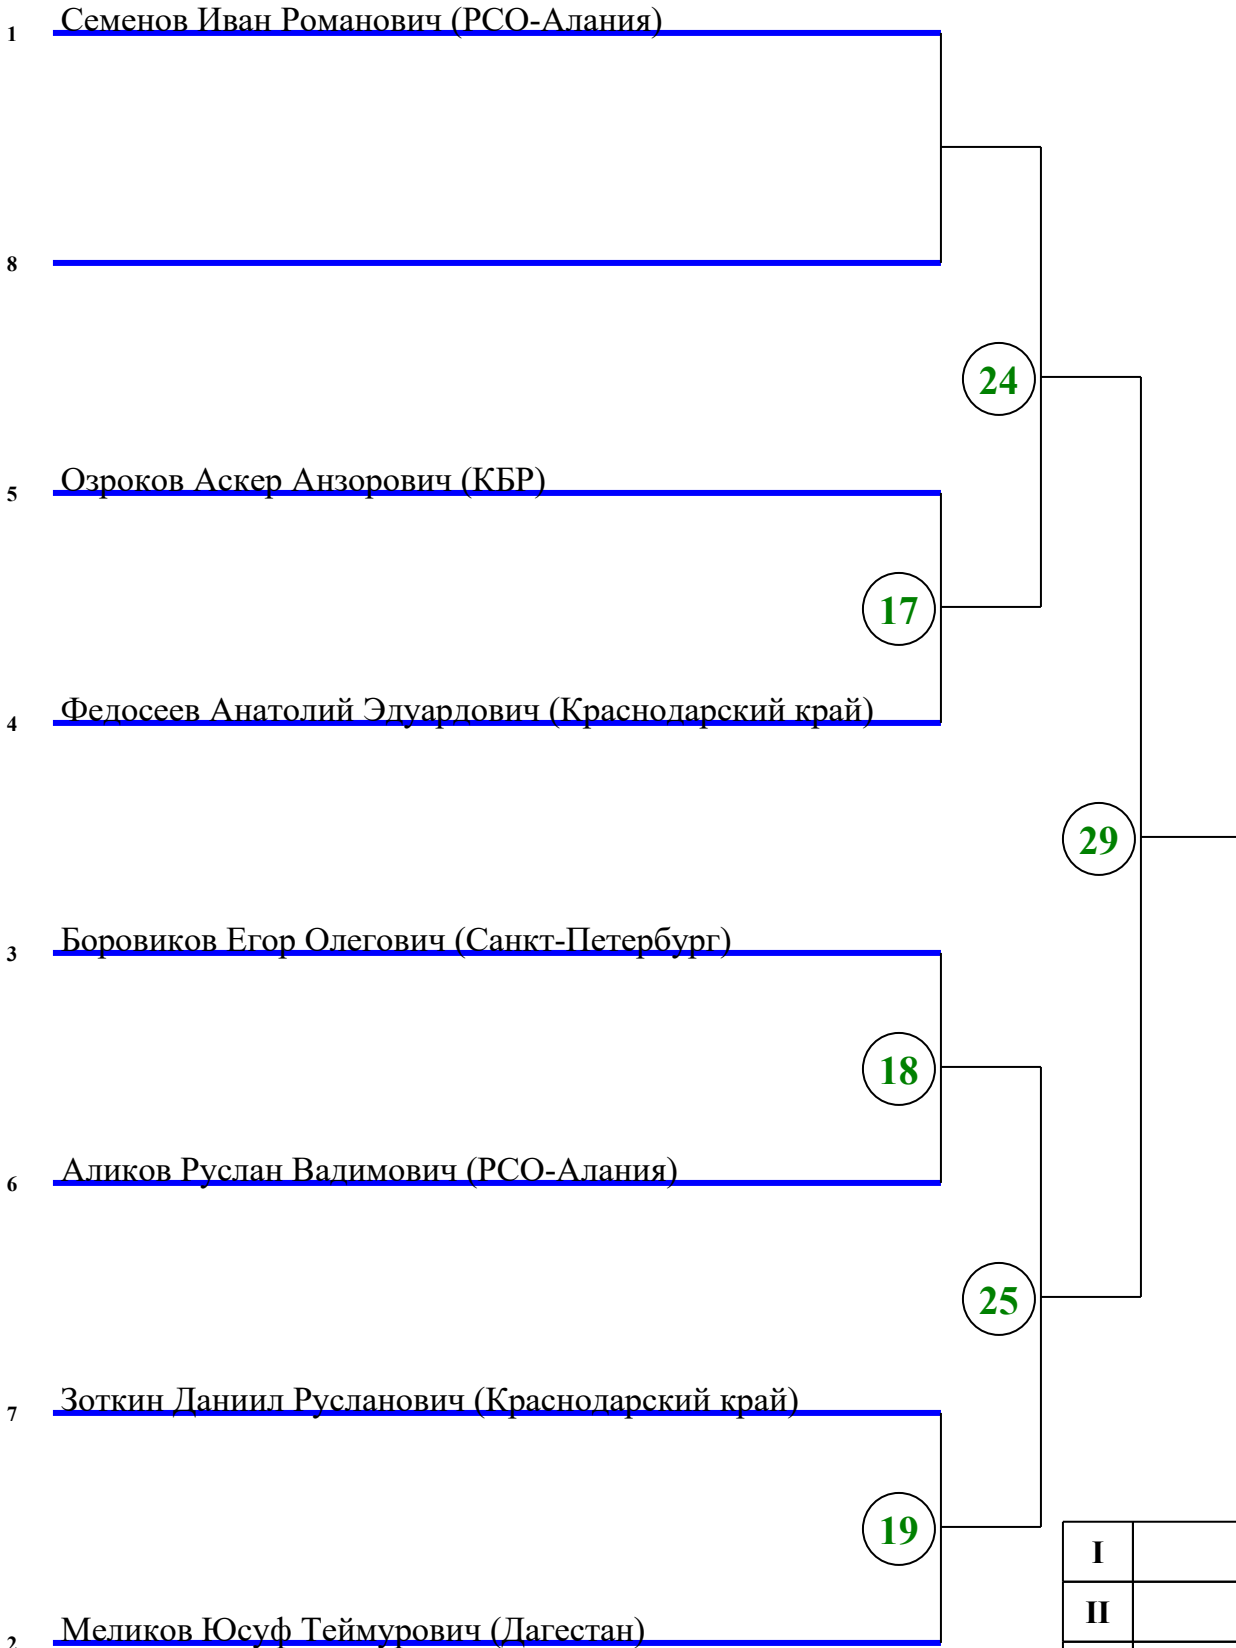 1 Семенов Иван Романович (РСО-Алания)
8
24
5 Озроков Аскер Анзорович (КБР)
17
4 Федосеев Анатолий Эдуардович (Краснодарский край)
29
3 Боровиков Егор Олегович (Санкт-Петербург)
18
6 Аликов Руслан Вадимович (РСО-Алания)
25
7 Зоткин Даниил Русланович (Краснодарский край)
19
I
II
2 Меликов Юсуф Теймурович (Дагестан)